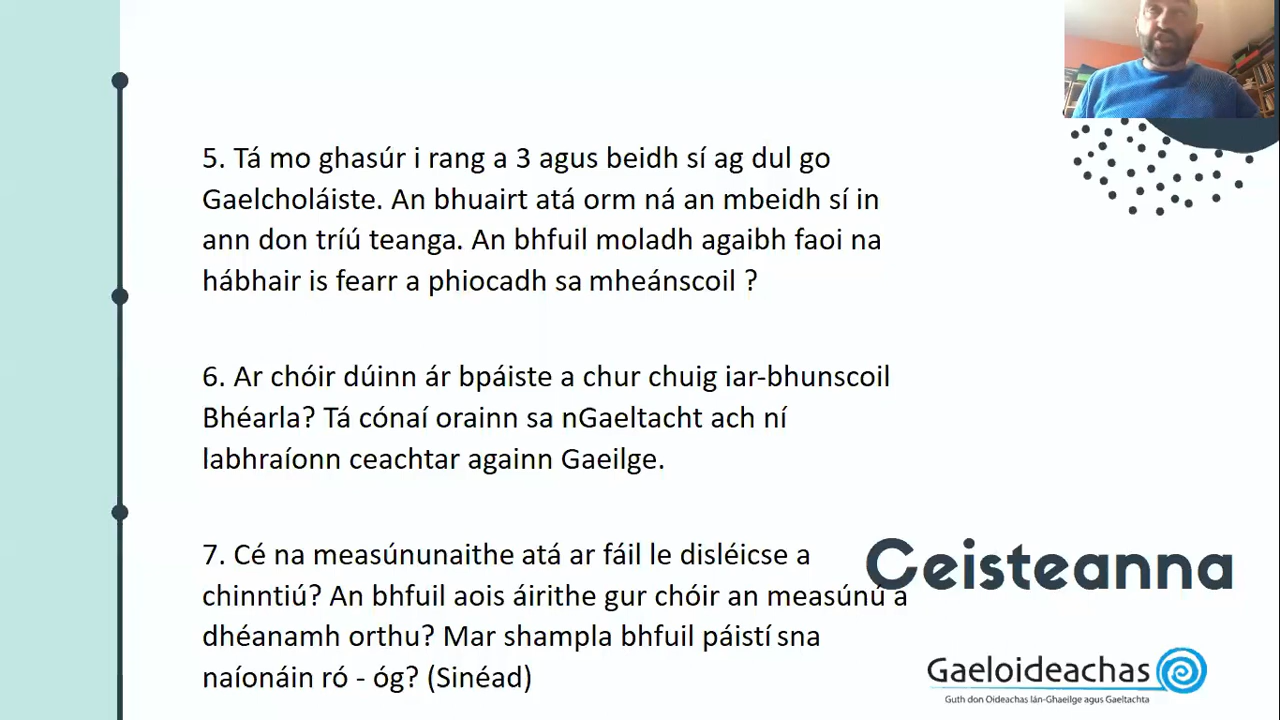 5. Tá mo ghasúr i rang a 3 agus beidh sí ag dul go
Gaelcholáiste. An bhuairt atá orm ná an mbeidh sí in
ann don tríú teanga. An bhfuil moladh agaibh faoi na
hábhair is fearr a phiocadh sa mheánscoil ?
6. Ar chóir dúinn ár bpáiste a chur chuig iar-bhunscoil
Bhéarla? Tá cónaí orainn sa nGaeltacht ach ní
labhraíonn ceachtar againn Gaeilge.
7. Cé na measúnunaithe atá ar fáil le disléicse a
chinntiú? An bhfuil aois áirithe gur chóir an measúnú a
dhéanamh orthu? Mar shampla bhfuil páistí sna
naíonáin ró - óg? (Sinéad)
Ceisteanna
Gaeloideachas
Guth don Oideachas lán-Ghaeilge agus Gaeltachta